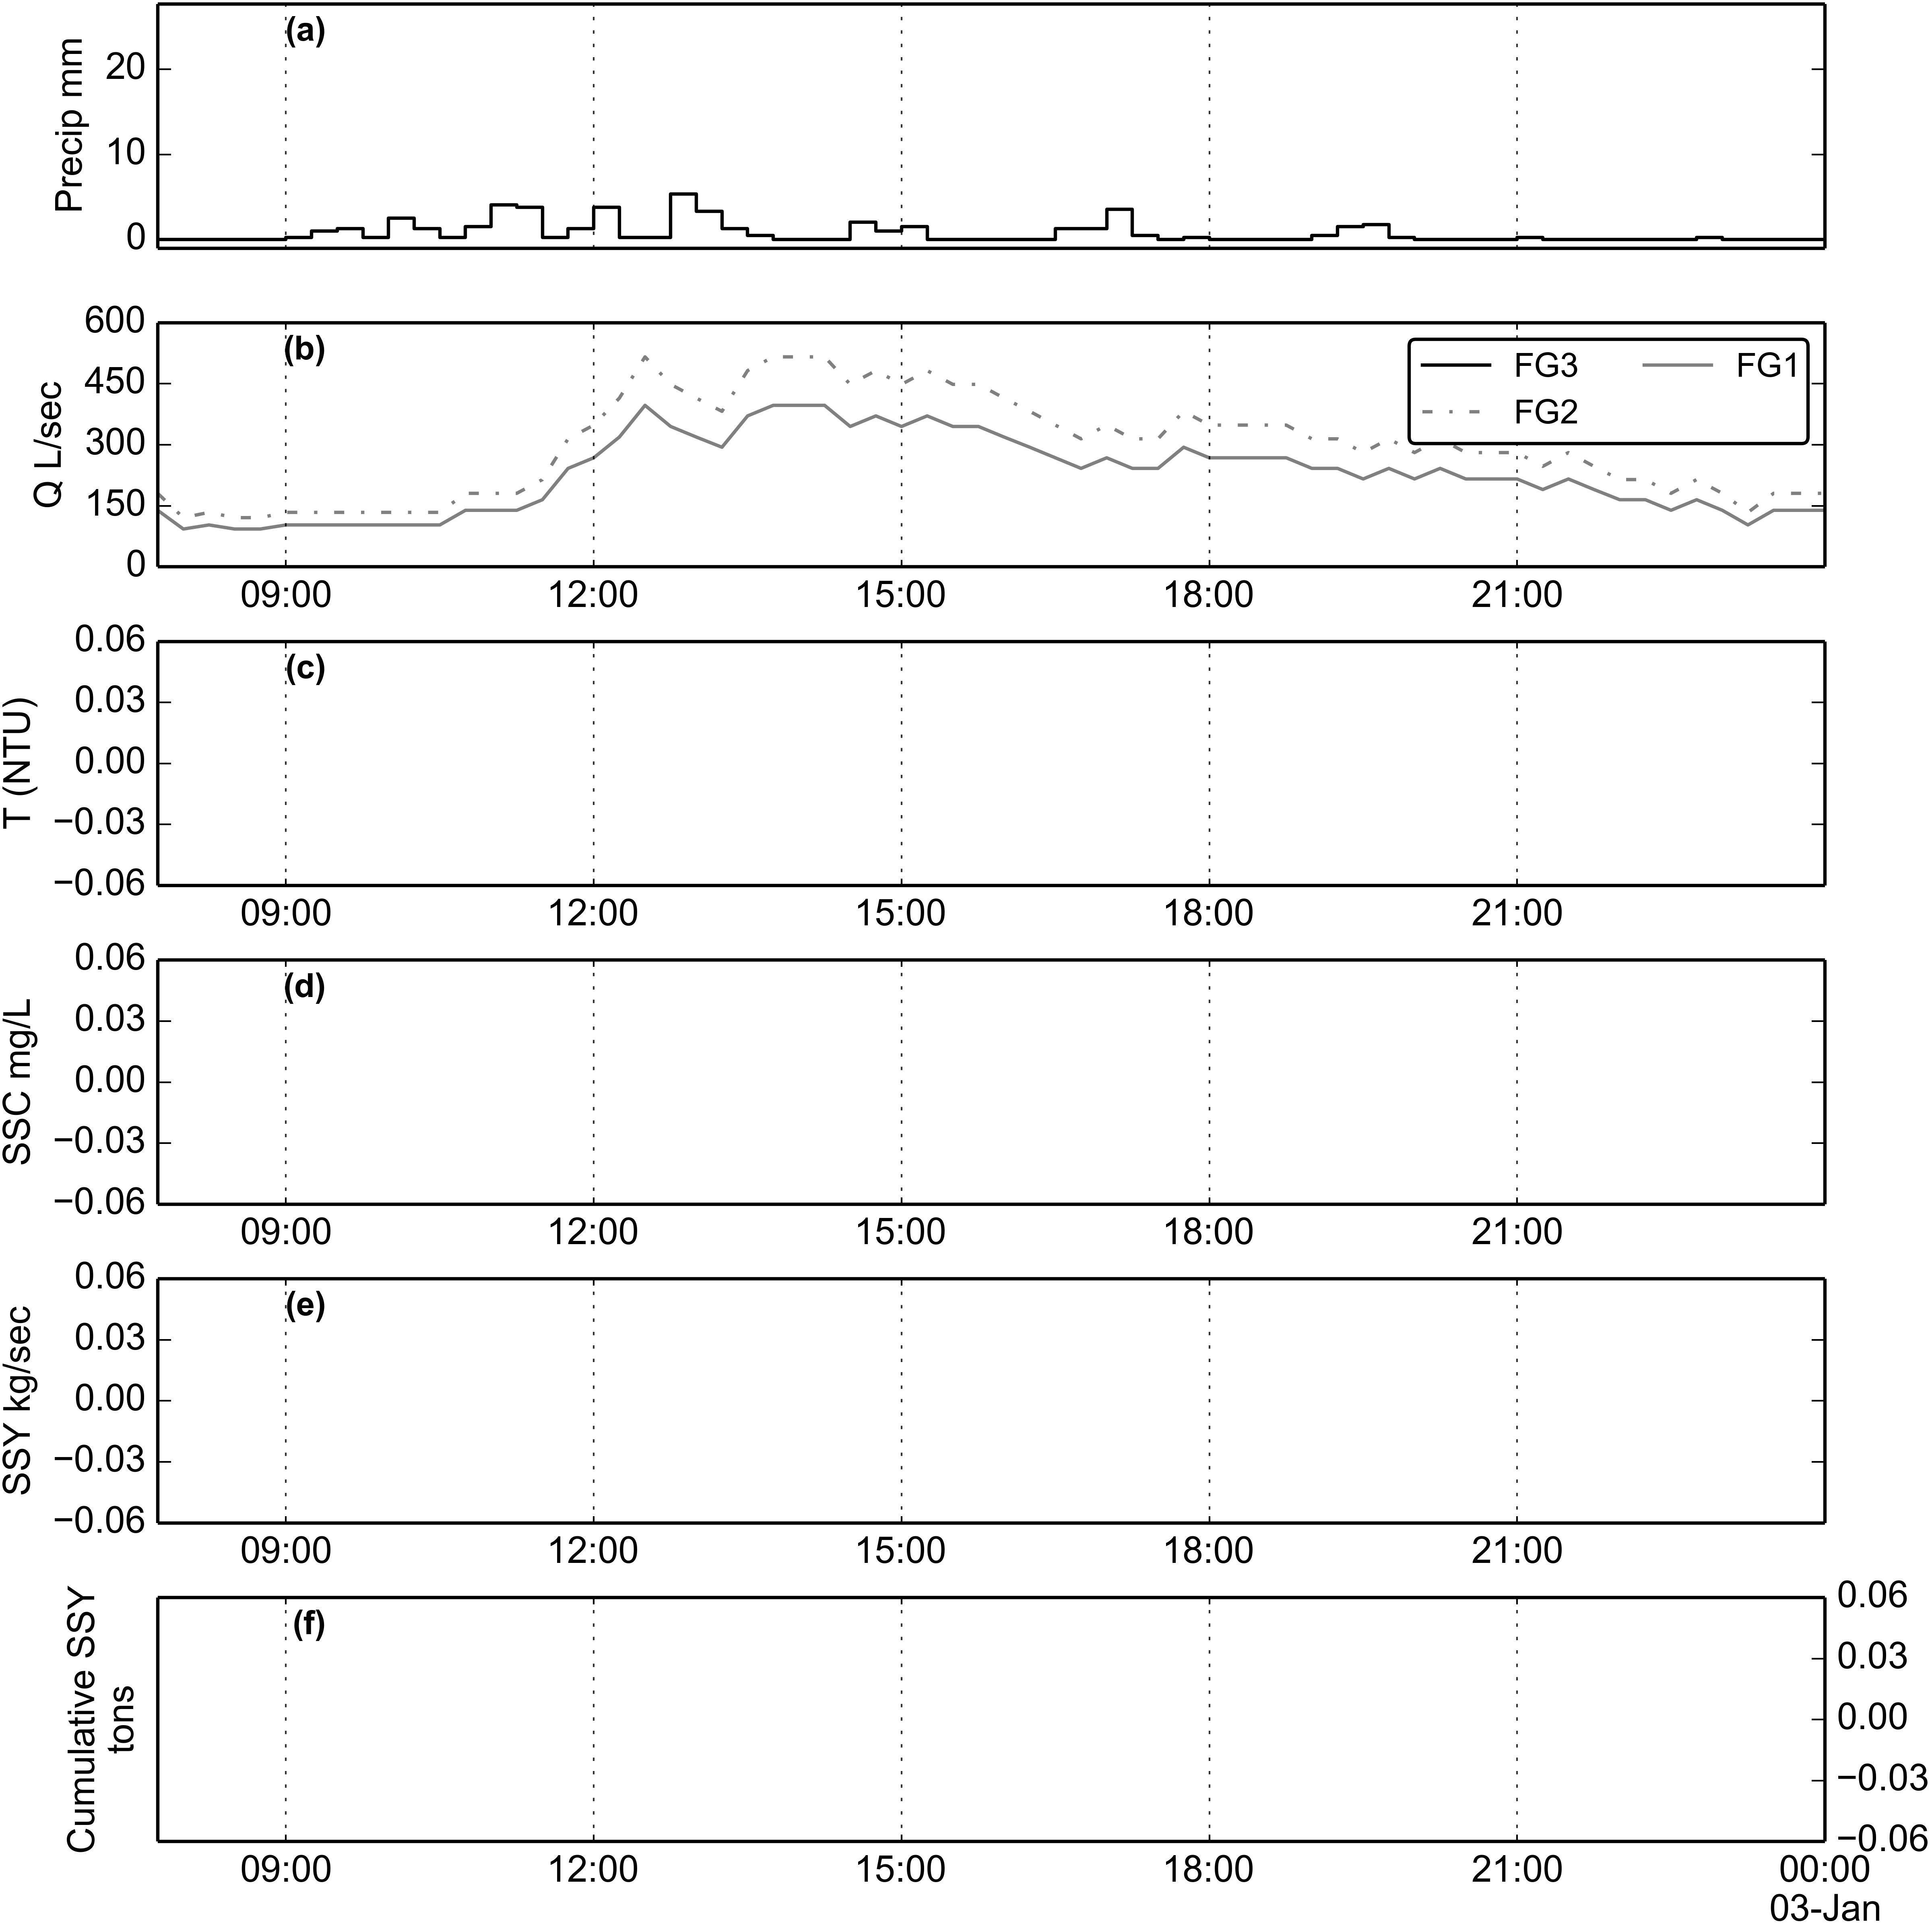 (a)
Precip mm
20
10
0
(b)
Q L/sec
600
450
300
150
0
FG3 FG1
FG2
09:00 12:00 15:00 18:00 21:00
(c)
T (NTU)
0.06
0.03
0.00
−0.03
−0.06
09:00 12:00 15:00 18:00 21:00
(d)
SSC mg/L
0.06
0.03
0.00
−0.03
−0.06
09:00 12:00 15:00 18:00 21:00
(e)
SSY kg/sec
0.06
0.03
0.00
−0.03
−0.06
09:00 12:00 15:00 18:00 21:00
(f)
Cumulative SSY
tons
0.06
0.03
0.00
−0.03
−0.06
09:00 12:00 15:00 18:00 21:00 00:00
03-Jan